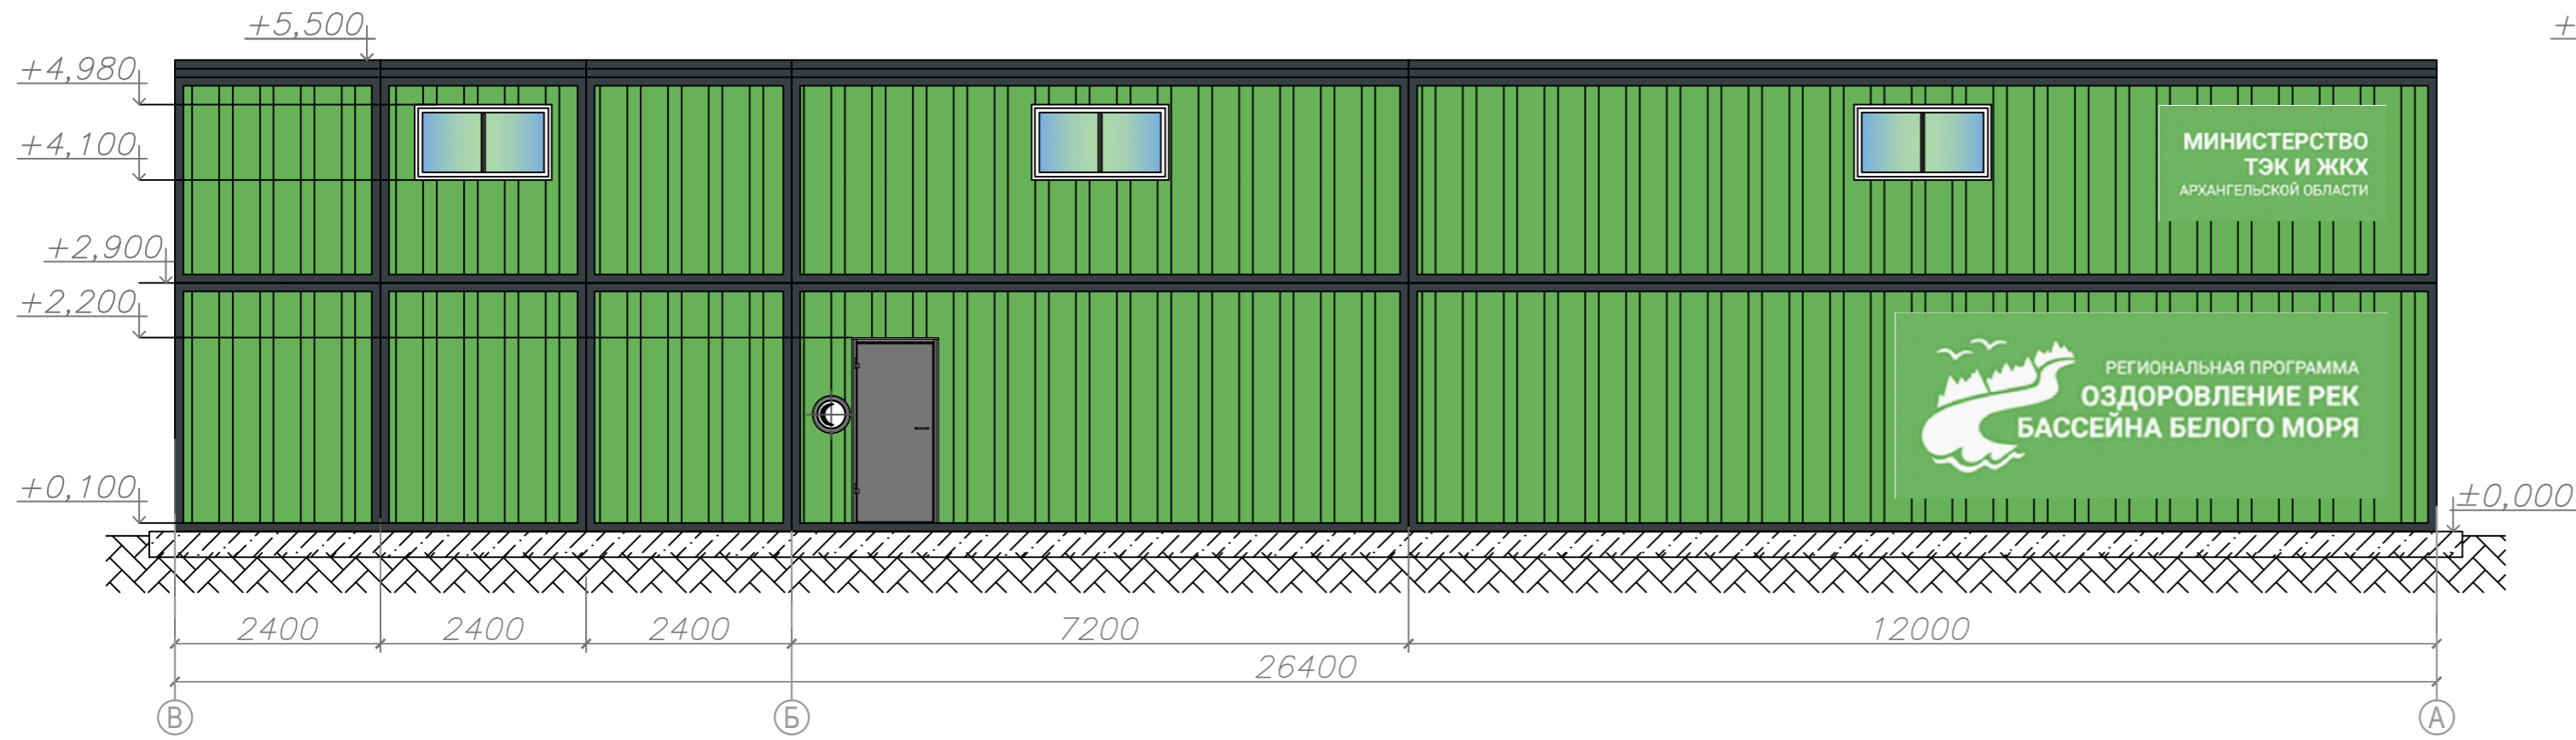 +5,500
+
+4,980
+4,100
МИНИСТЕРСТВО
ТЭК И ЖКХ
АРХАНГЕЛЬСКОЙ ОБЛАСТИ
+2,900
+2,200
РЕГИОНАЛЬНАЯ ПРОГРАММА
ОЗДОРОВЛЕНИЕ РЕК
БАССЕЙНА БЕЛОГО МОРЯ
+0,100
±0,000
2400 2400 2400 7200 12000
26400
В Б А